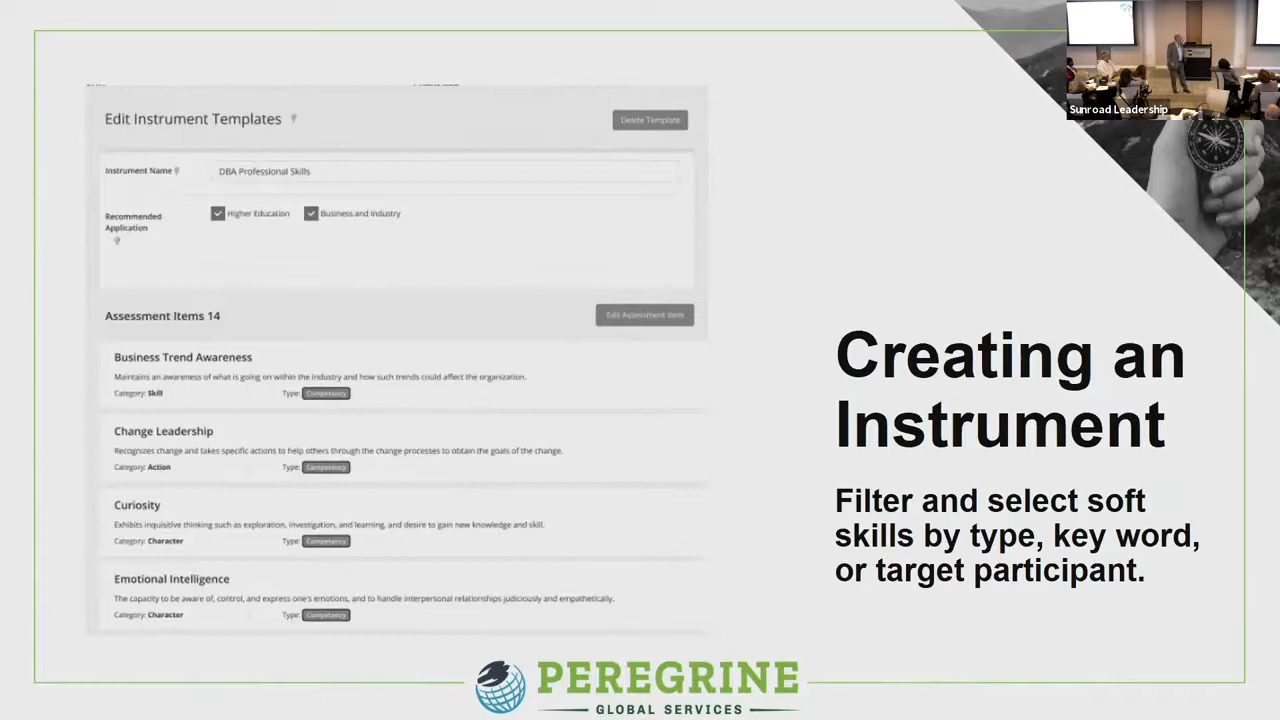 Sunroad Leadership
Edit Instrument Templates
Delete Template
Instrument Name
DBA Professional Skills
Recommended
Application
Higher Education
Business and Industry
Assessment Items 14
Edit Assessment Item
Business Trend Awareness
Maintains an awareness of what is going on within the industry and how such trends could affect the organization.
Category: Skill
Type: Competency
Change Leadership
Recognizes change and takes specific actions to help others through the change processes to obtain the goals of the change.
Category: Action
Type: Competency
Curiosity
Exhibits inquisitive thinking such as exploration, investigation, and learning, and desire to gain new knowledge and skill.
Category: Character
Type: Competency
Emotional Intelligence
The capacity to be aware of, control, and express one's emotions, and to handle interpersonal relationships judiciously and empathetically.
Category: Character
Type: Competency
Creating an
Instrument
Filter and select soft
skills by type, key word,
or target participant.
PEREGRINE
GLOBAL SERVICES